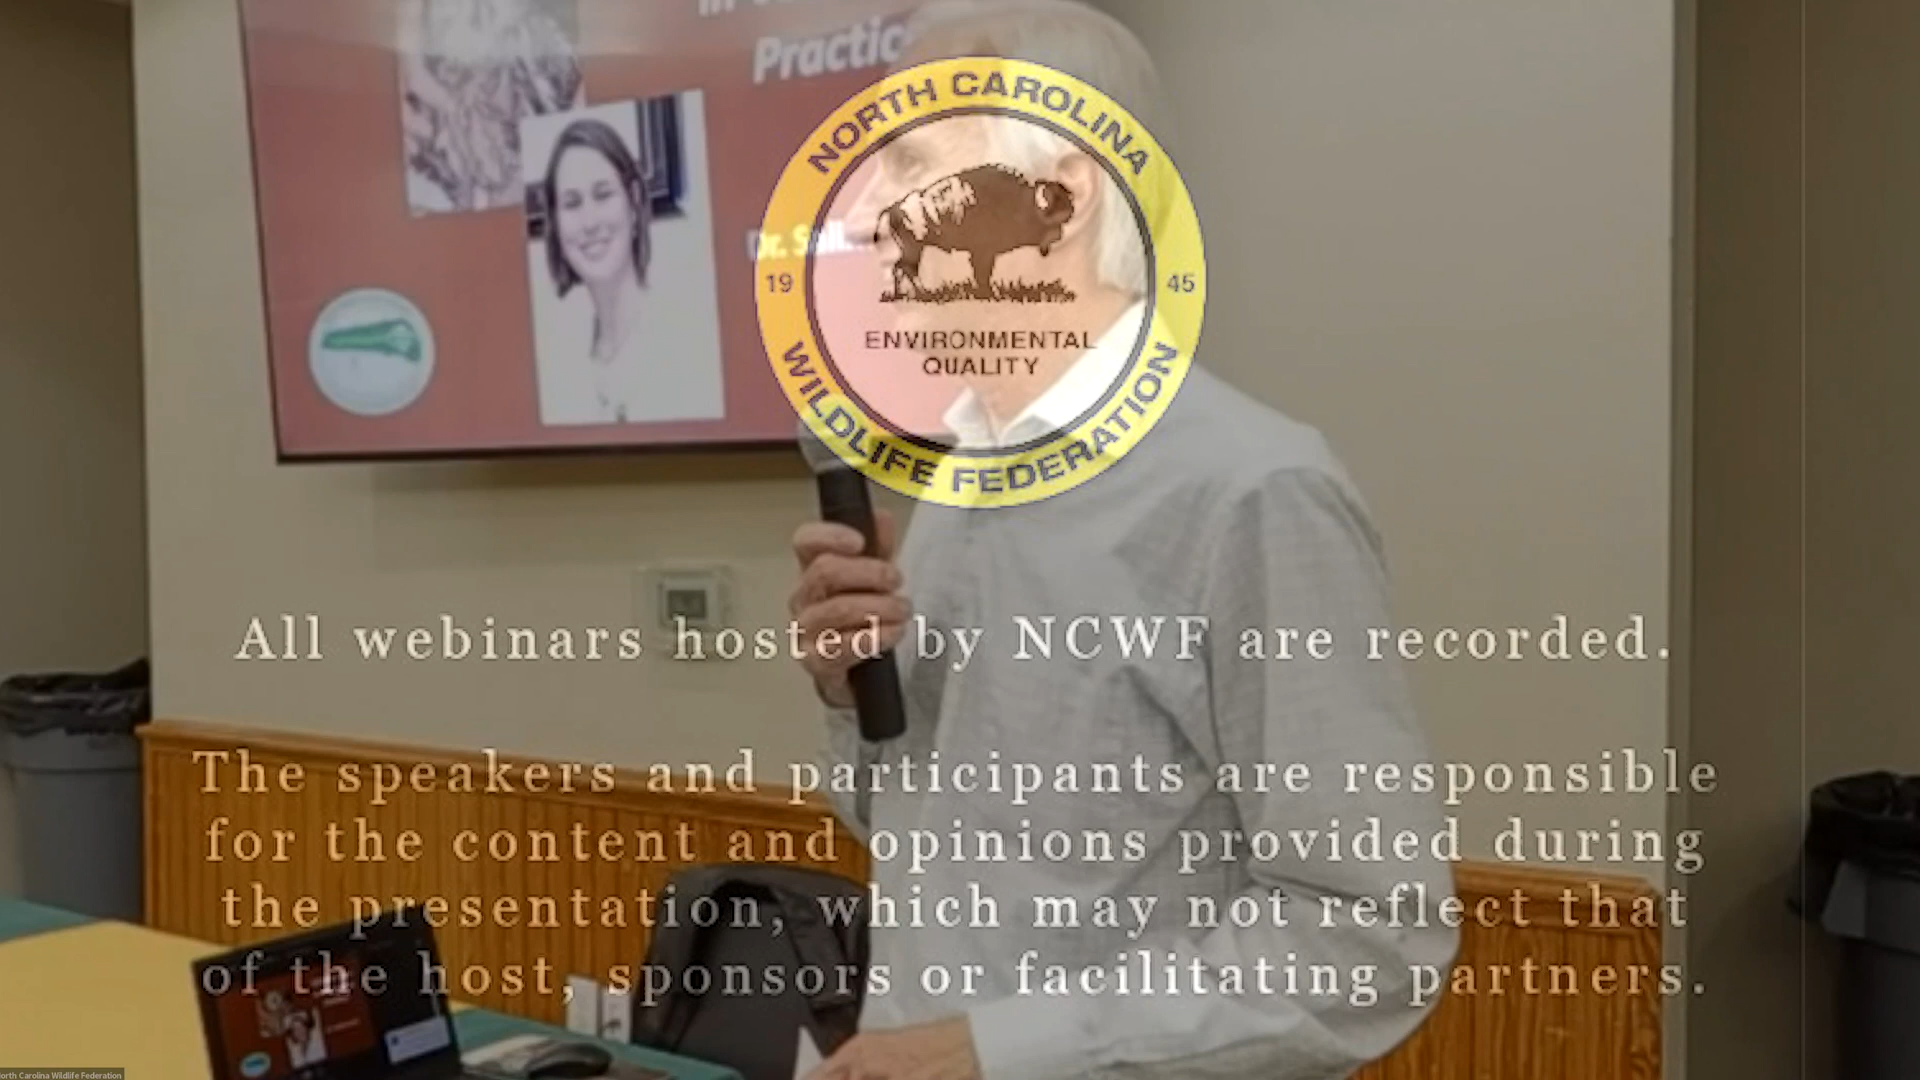 Practic
Dr. S
NORTH CAROLINA
19 45
ENVIRONMENTAL
QUALITY
WILDLIFE FEDERATION
All webinars hosted by NCWF are recorded.
The speakers and participants are responsible
for the content and opinions provided during
the presentation, which may not reflect that
of the host, sponsors or facilitating partners.
orth Carolina Wildlife Federation